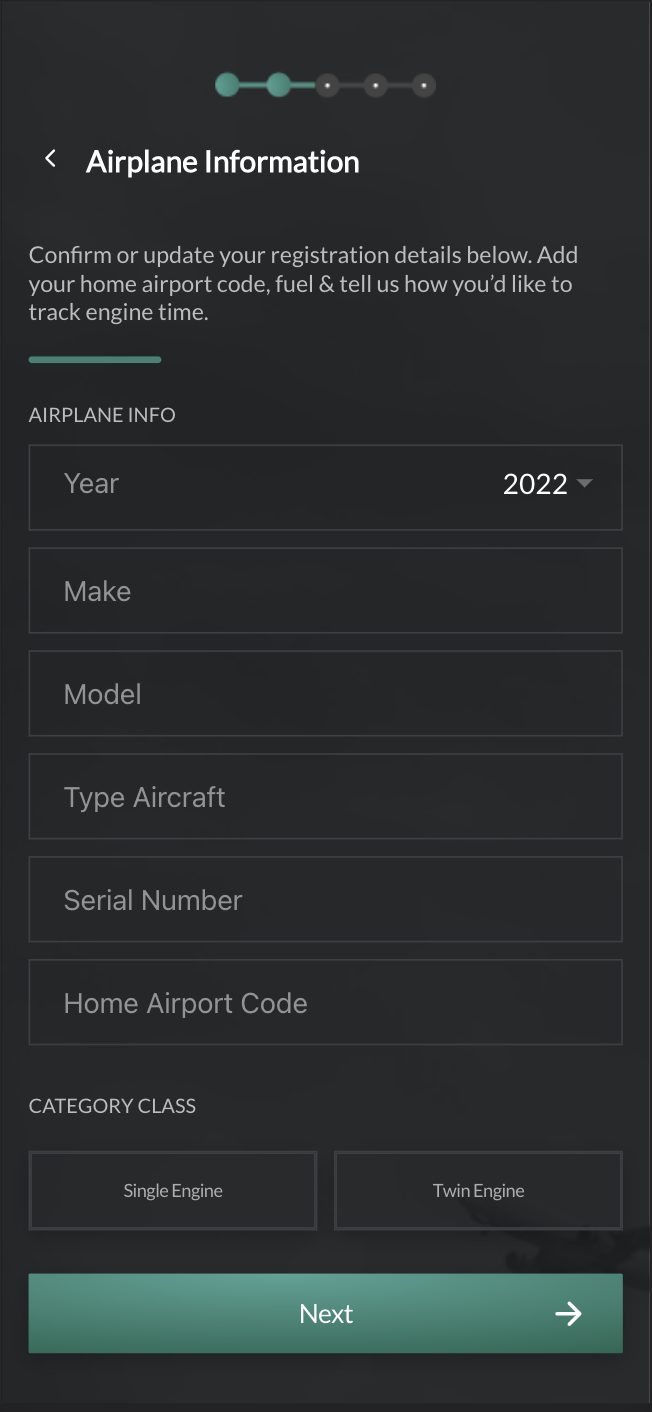 Airplane Information
Confirm or update your registration details below. Add
your home airport code, fuel & tell us how you’d like to
track engine time.
AIRPLANE INFO
Year 2022
Make
Model
Type Aircraft
Serial Number
Home Airport Code
CATEGORY CLASS
Single Engine Twin Engine
Next